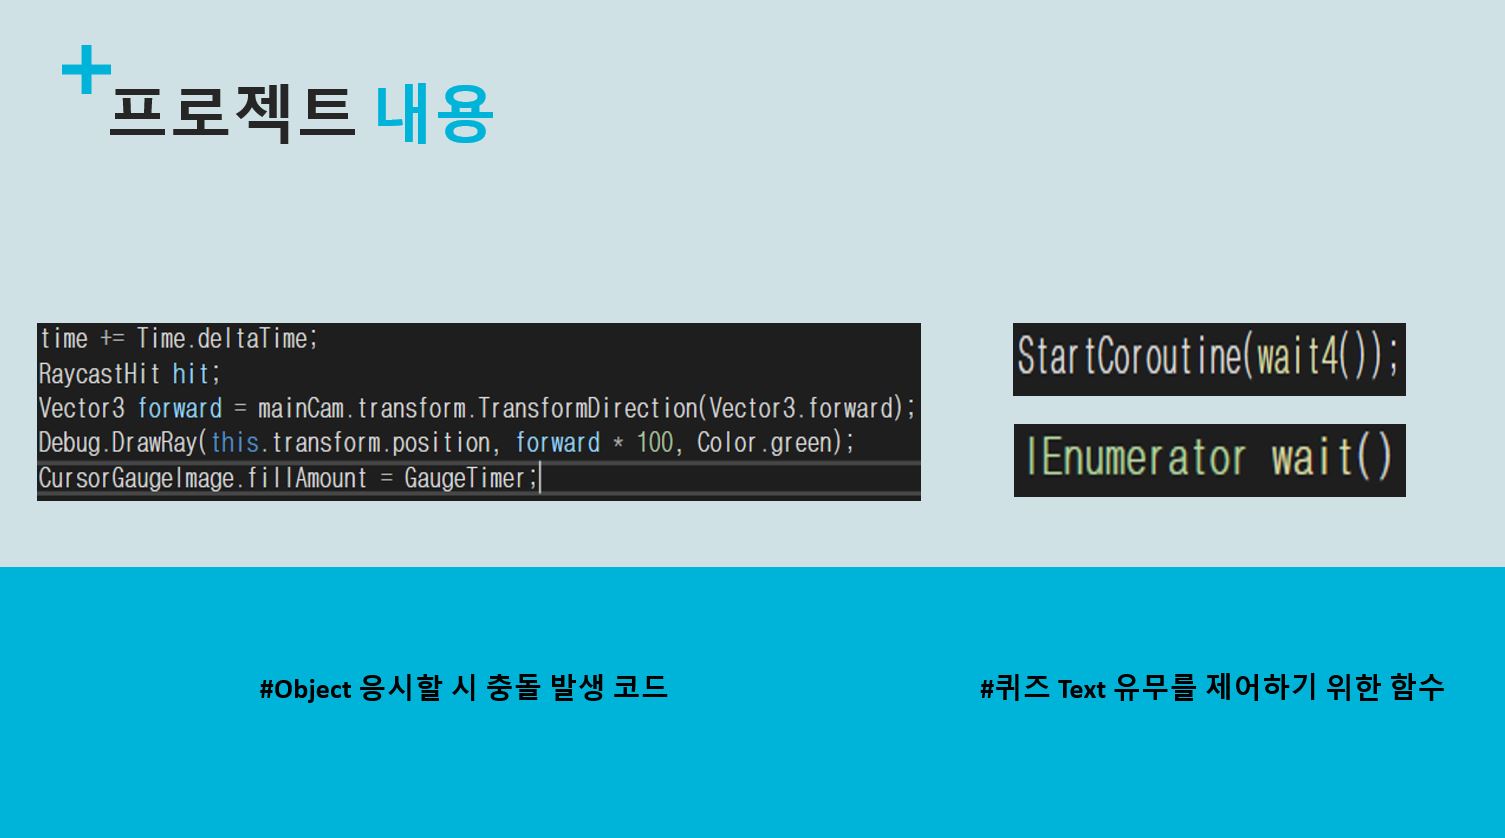 프로젝트 내용
time += Time.deltaTime;
RaycastHit hit;
Vector3 forward = mainCam.transform.TransformDirection(Vector3.forward);
Debug.DrawRay(this.transform.position, forward * 100, Color.green);
CursorGaugeImage.fillAmount = GaugeTimer;
StartCoroutine(wait4());
IEnumerator wait()
#Object 응시할 시 충돌 발생 코드
#퀴즈 Text 유무를 제어하기 위한 함수